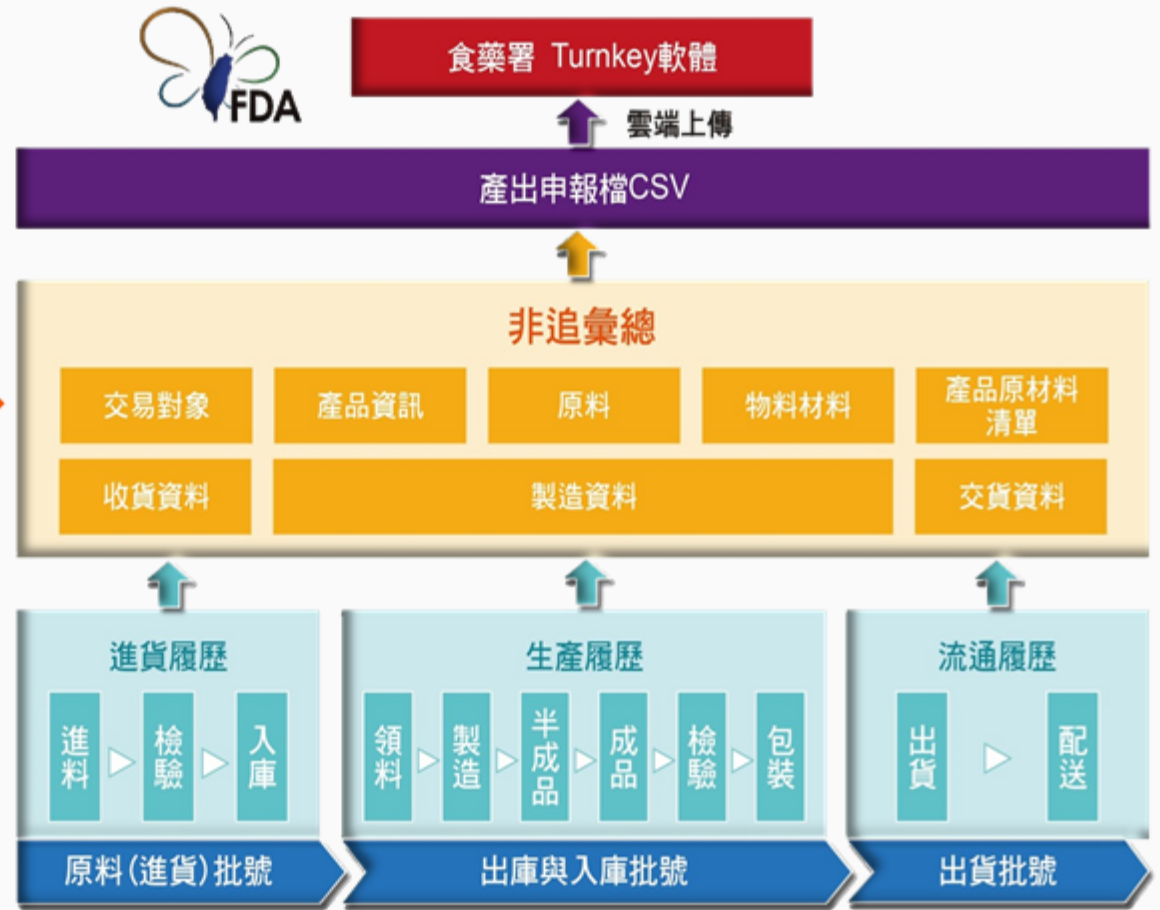 FDA
食藥署 Turnkey軟體
雲端上傳
產出申報檔CSV
非追彙總
交易對象
產品資訊
原料
物料材料
產品原材料
清單
收貨資料
製造資料
交貨資料
進貨履歷
進料
檢驗
入庫
生產履歷
領料
製造
半成品
成品
檢驗
包裝
流通履歷
出貨
配送
原料(進貨)批號
出庫與入庫批號
出貨批號